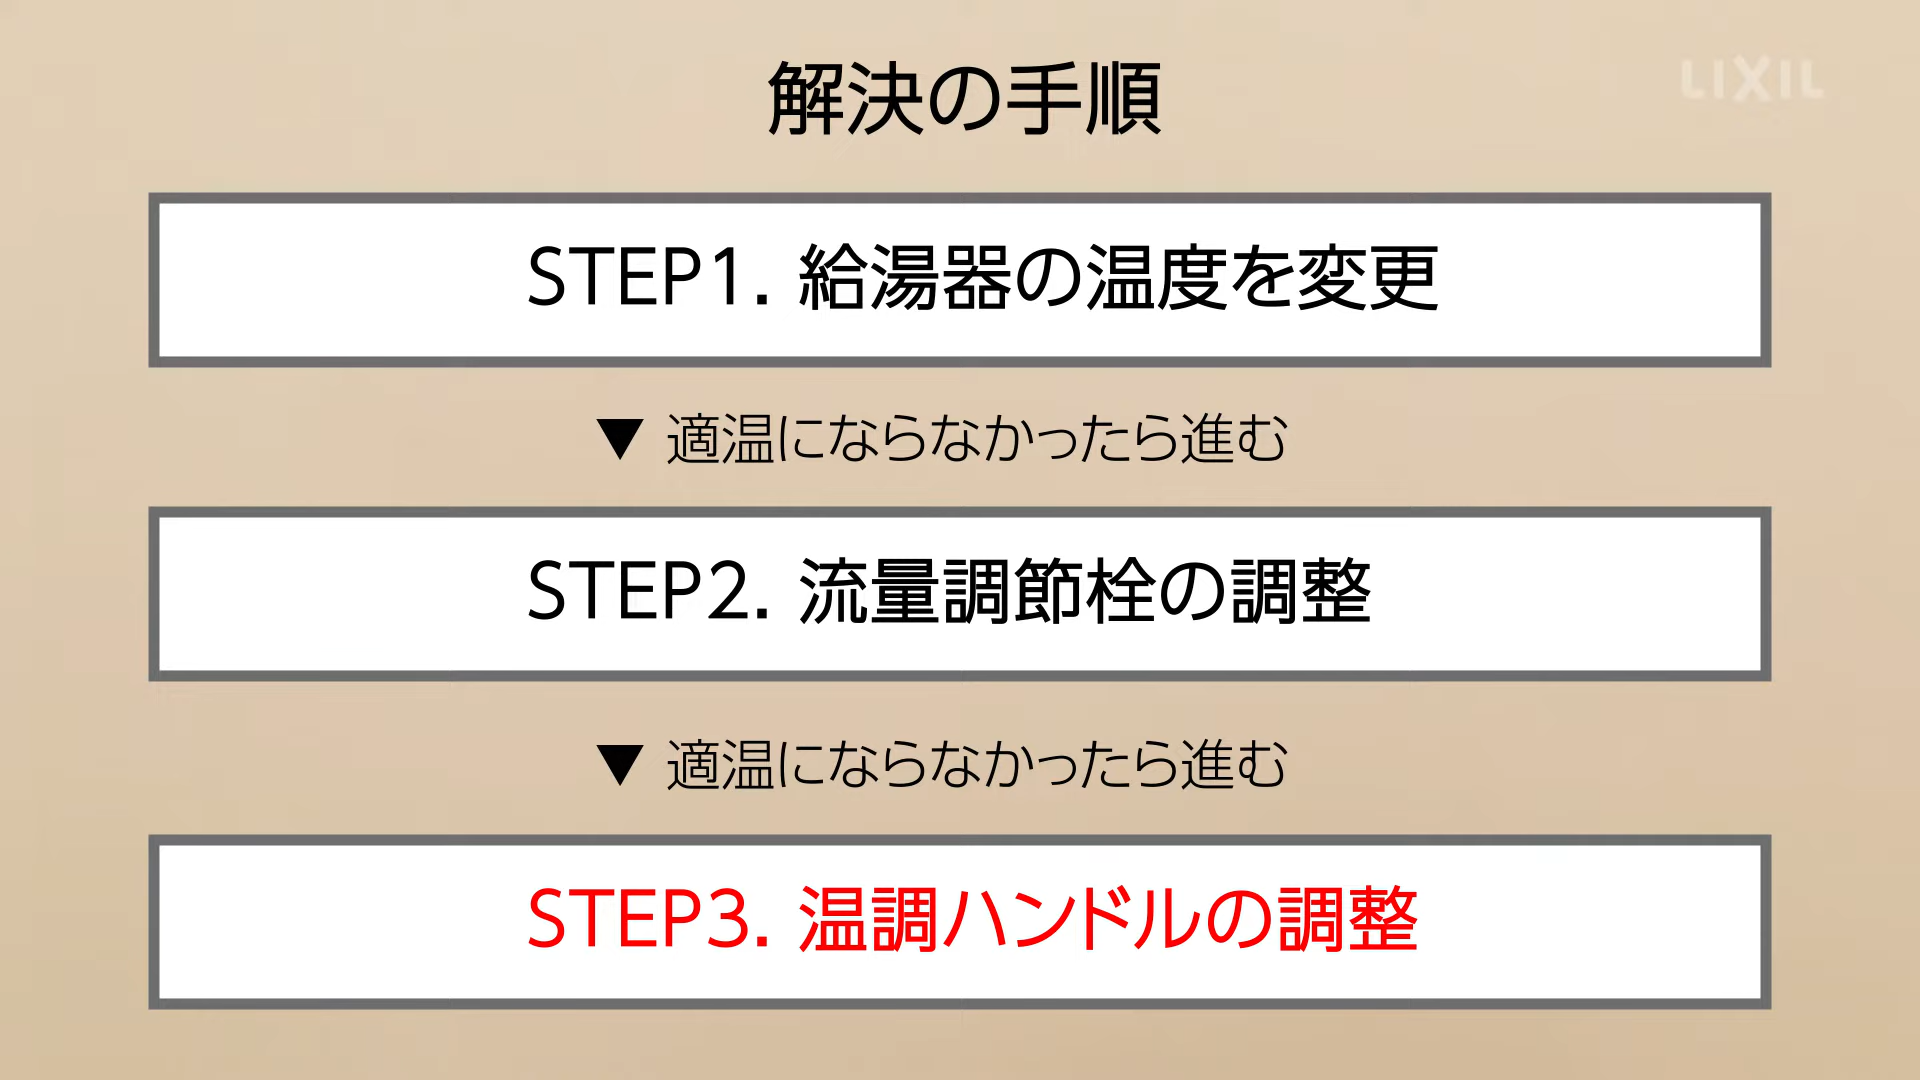 解決の手順
LIXIL
STEP1. 給湯器の温度を変更
▼ 適温にならなかったら進む
STEP2. 流量調節栓の調整
▼ 適温にならなかったら進む
STEP3. 温調ハンドルの調整